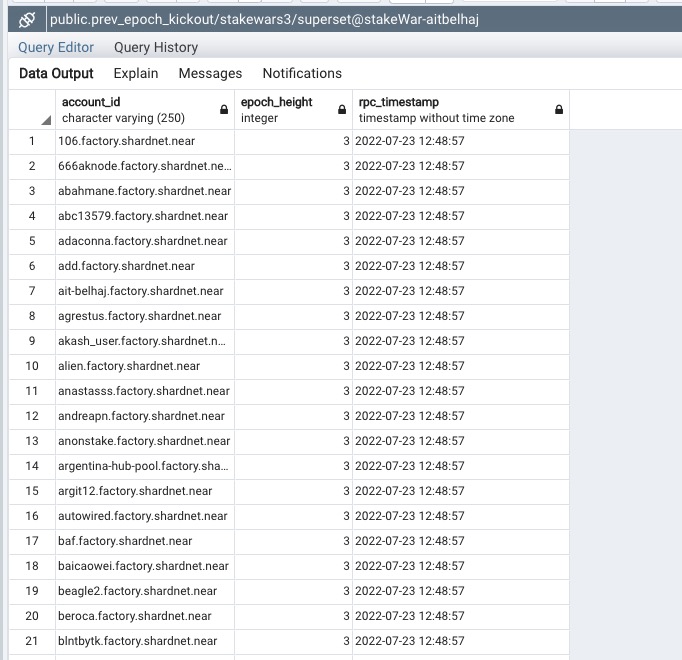 public.prev_epoch_kickout/stakewars3/superset@stakeWar-aitbelhaj
Query Editor Query History
Data Output Explain Messages Notifications
account_id epoch_height rpc_timestamp
character varying (250) integer timestamp without time zone
1 106.factory.shardnet.near 3 2022-07-23 12:48:57
2 666aknode.factory.shardnet.ne... 3 2022-07-23 12:48:57
3 abahmane.factory.shardnet.near 3 2022-07-23 12:48:57
4 abc13579.factory.shardnet.near 3 2022-07-23 12:48:57
5 adaconna.factory.shardnet.near 3 2022-07-23 12:48:57
6 add.factory.shardnet.near 3 2022-07-23 12:48:57
7 ait-belhaj.factory.shardnet.near 3 2022-07-23 12:48:57
8 agrestus.factory.shardnet.near 3 2022-07-23 12:48:57
9 akash_user.factory.shardnet.n... 3 2022-07-23 12:48:57
10 alien.factory.shardnet.near 3 2022-07-23 12:48:57
11 anastasss.factory.shardnet.near 3 2022-07-23 12:48:57
12 andreapn.factory.shardnet.near 3 2022-07-23 12:48:57
13 anonstake.factory.shardnet.near 3 2022-07-23 12:48:57
14 argentina-hub-pool.factory.sha... 3 2022-07-23 12:48:57
15 argit12.factory.shardnet.near 3 2022-07-23 12:48:57
16 autowired.factory.shardnet.near 3 2022-07-23 12:48:57
17 baf.factory.shardnet.near 3 2022-07-23 12:48:57
18 baicaowei.factory.shardnet.near 3 2022-07-23 12:48:57
19 beagle2.factory.shardnet.near 3 2022-07-23 12:48:57
20 beroca.factory.shardnet.near 3 2022-07-23 12:48:57
21 blntbytk.factory.shardnet.near 3 2022-07-23 12:48:57